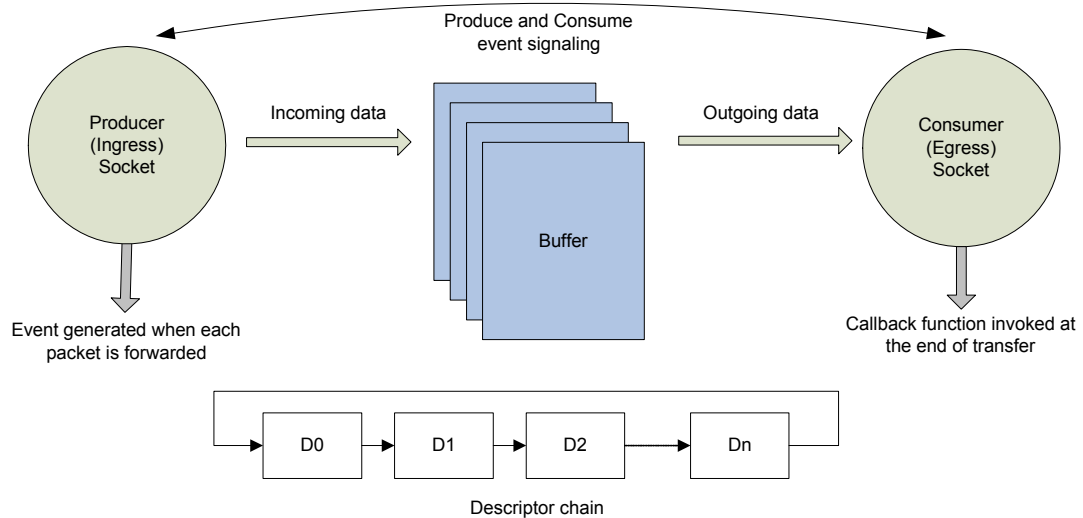 Produce and Consume
event signaling
Producer
(Ingress)
Socket
Incoming data
Buffer
Outgoing data
Consumer
(Egress)
Socket
Event generated when each
packet is forwarded
Callback function invoked at
the end of transfer
D0
D1
D2
Dn
Descriptor chain